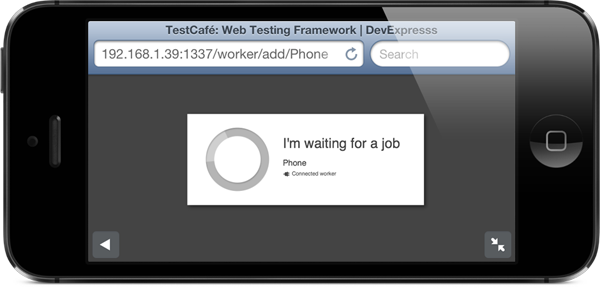 TestCafé: Web Testing Framework | DevExpresss
192.168.1.39:1337/worker/add/Phone
Search
I'm waiting for a job
Phone
Connected worker